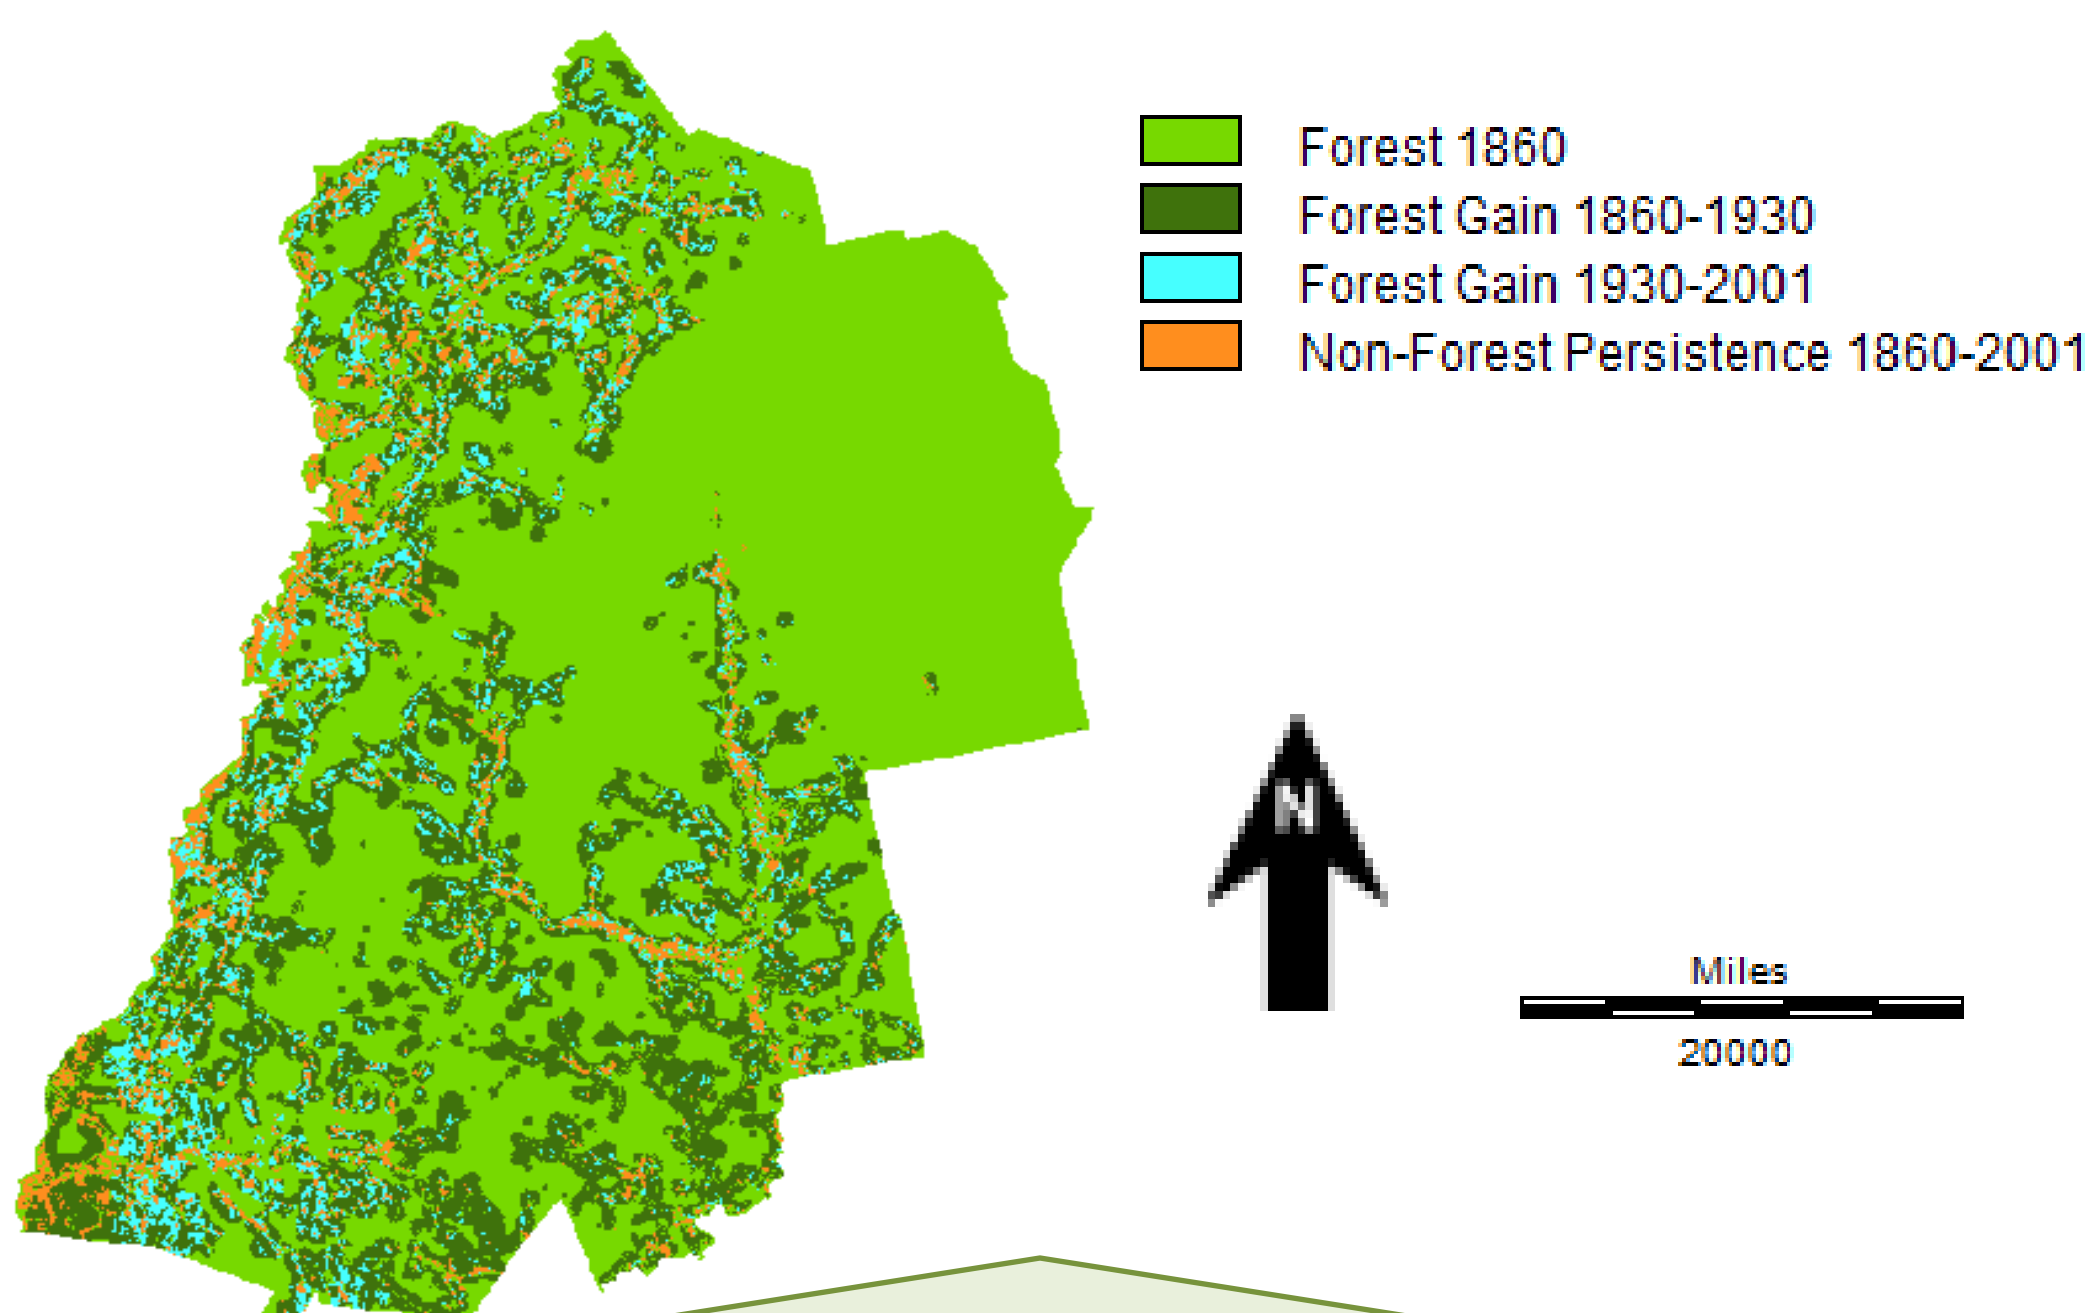 Forest 1860
Forest Gain 1860-1930
Forest Gain 1930-2001
Non-Forest Persistence 1860-2001
N
Miles
20000